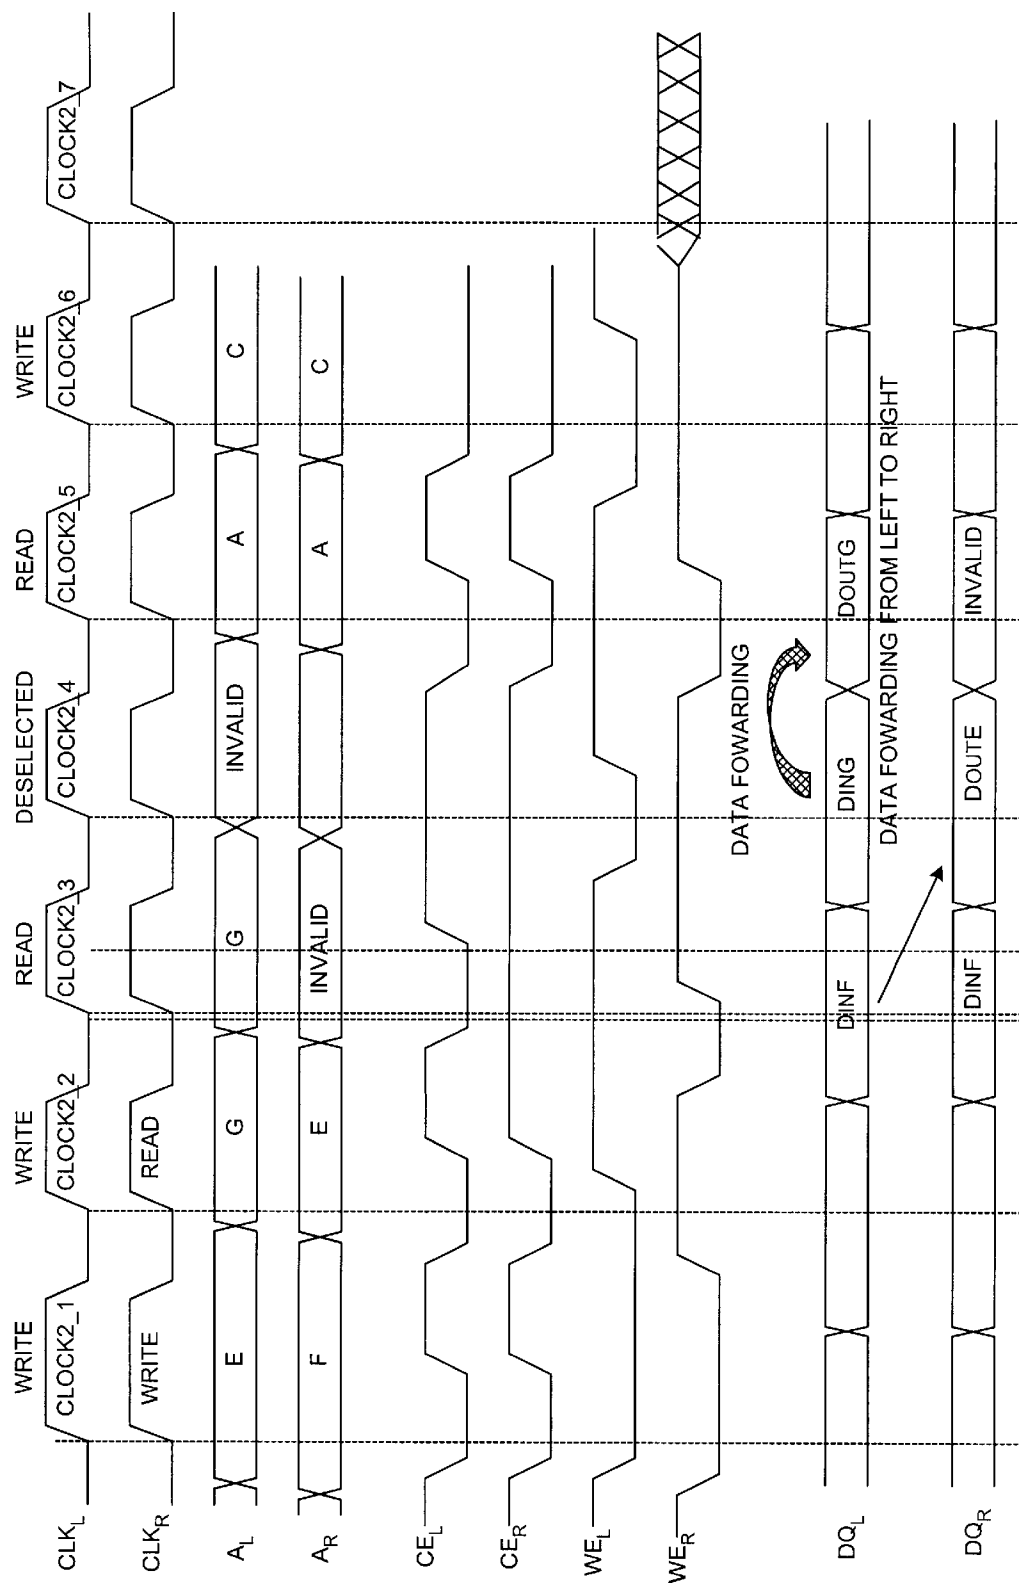 WRITE WRITE READ DESELECTED READ WRITE
CLK_L CLOCK2_1 CLOCK2_2 CLOCK2_3 CLOCK2_4 CLOCK2_5 CLOCK2_6 CLOCK2_7
CLK_R WRITE READ
A_L E G G INVALID A C
A_R F E INVALID A C
CE_L
CE_R
WE_L
WE_R
DATA FOWARDING
DQ_L DINF DING DOUTG
DATA FOWARDING FROM LEFT TO RIGHT
DQ_R DINF DOUTE INVALID